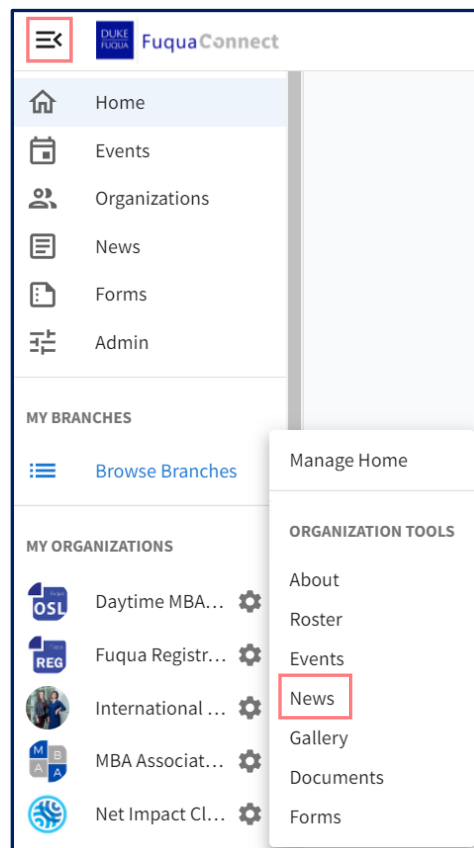 DUKE
FUQUA
FuquaConnect
Home
Events
Organizations
News
Forms
Admin
MY BRANCHES
Browse Branches
MY ORGANIZATIONS
OSL
Daytime MBA...
REG
Fuqua Registr...
International ...
M B
A A
MBA Associat...
Net Impact Cl...
Manage Home
ORGANIZATION TOOLS
About
Roster
Events
News
Gallery
Documents
Forms